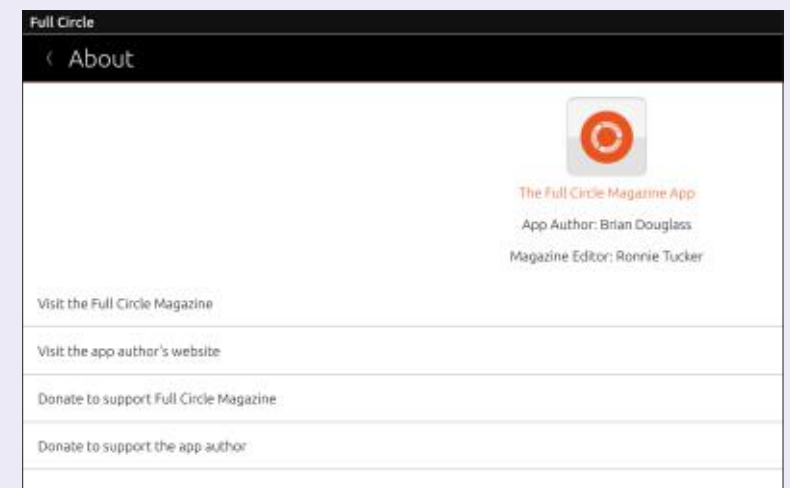 Full Circle
About
The Full Circle Magazine App
App Author: Brian Douglass
Magazine Editor: Ronnie Tucker
Visit the Full Circle Magazine
Visit the app author's website
Donate to support Full Circle Magazine
Donate to support the app author